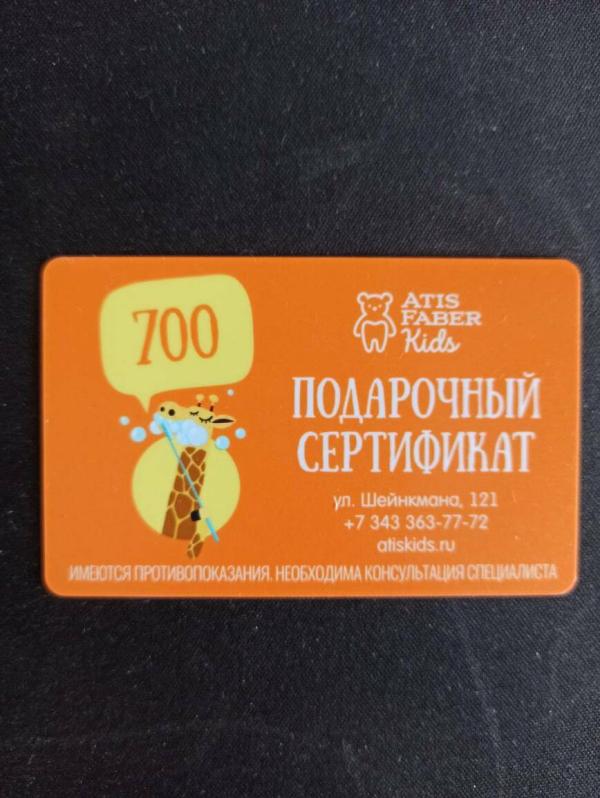 700
ATIS
FABER
Kids
ПОДАРОЧНЫЙ
СЕРТИФИКАТ
ул. Шейнкмана, 121
+7 343 363-77-72
atiskids.ru
ИМЕЮТСЯ ПРОТИВОПОКАЗАНИЯ. НЕОБХОДИМА КОНСУЛЬТАЦИЯ СПЕЦИАЛИСТА